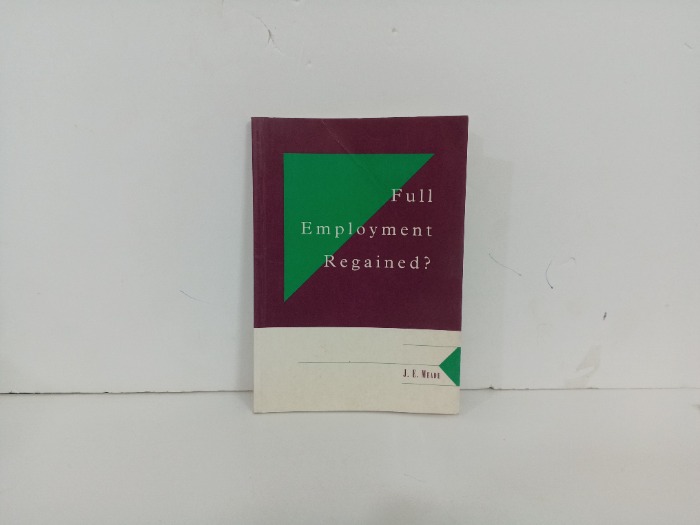 Full
Employment
Regained?
J. E. Meade